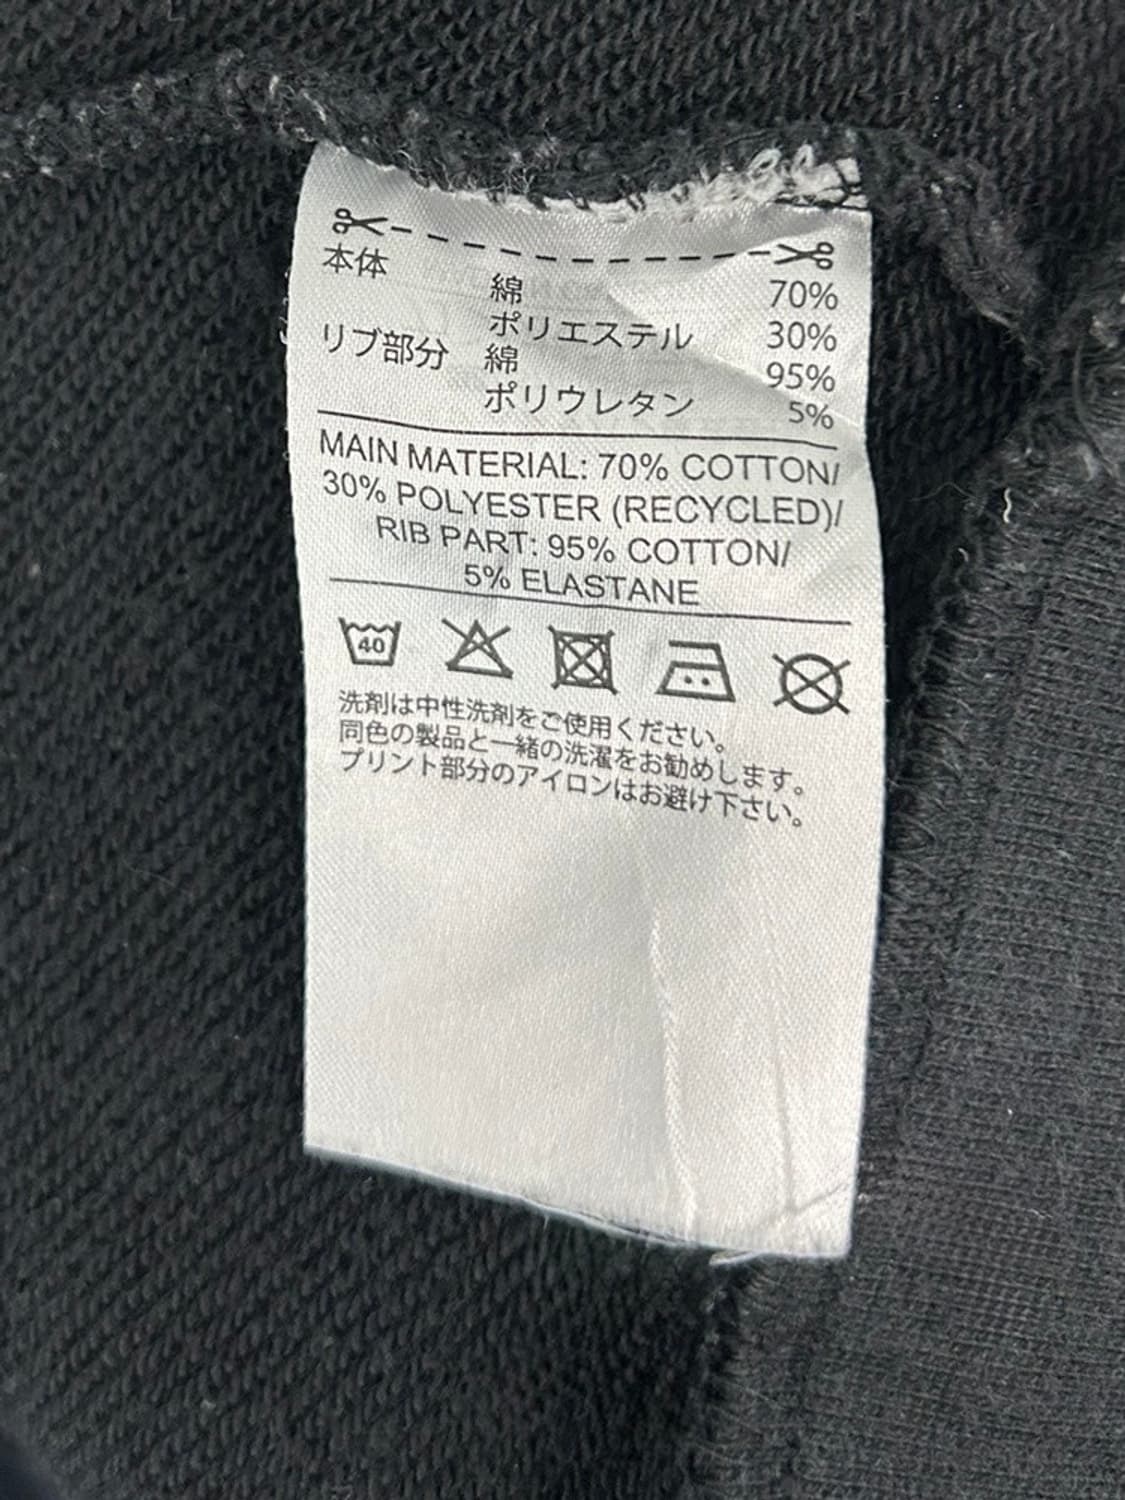 本体 綿 70%
ポリエステル 30%
リブ部分 綿 95%
ポリウレタン 5%
MAIN MATERIAL: 70% COTTON/
30% POLYESTER (RECYCLED)/
RIB PART: 95% COTTON/
5% ELASTANE
40
洗剤は中性洗剤をご使用ください。
同色の製品と一緒の洗濯をお勧めします。
プリント部分のアイロンはお避け下さい。